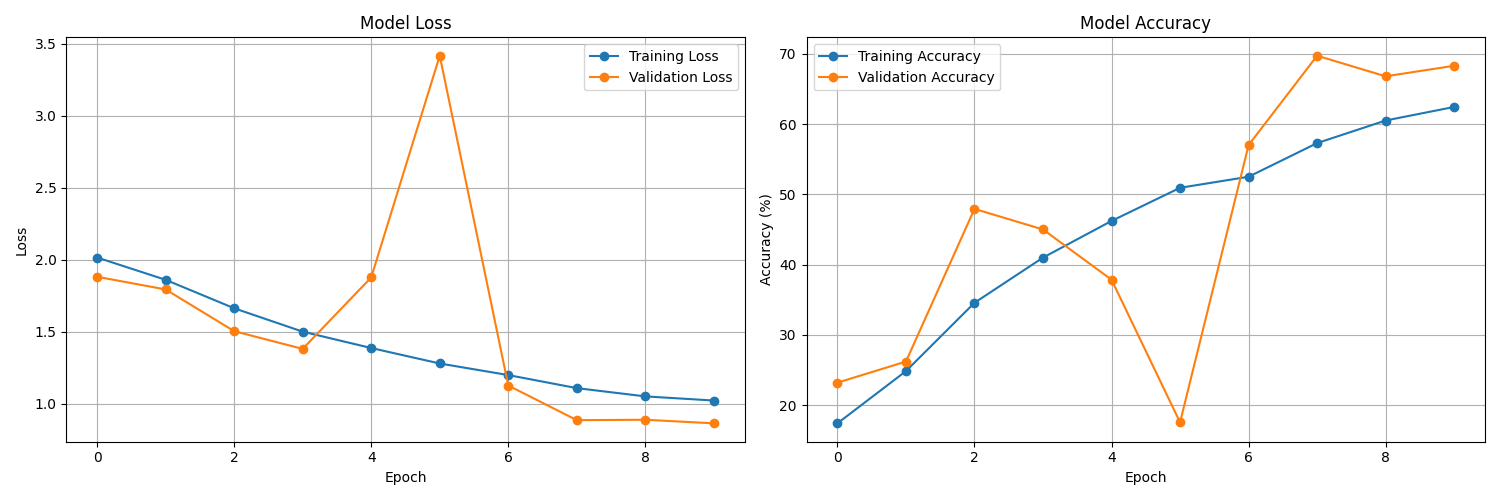 Model Loss
3.5
3.0
2.5
2.0
1.5
1.0
Loss
Training Loss
Validation Loss
0 2 4 6 8
Epoch
Model Accuracy
70
60
50
40
30
20
Accuracy (%)
Training Accuracy
Validation Accuracy
0 2 4 6 8
Epoch